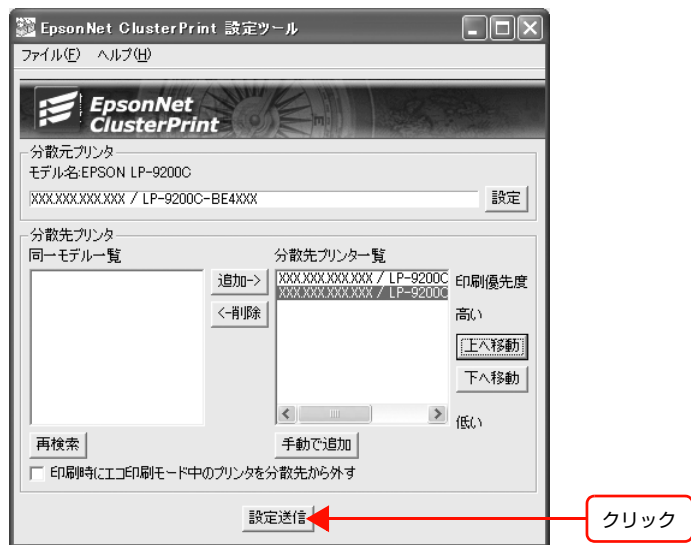 EpsonNet ClusterPrint 設定ツール
ファイル(F) ヘルプ(H)
EpsonNet
ClusterPrint
分散元プリンタ
モデル名:EPSON LP-9200C
XXX.XXX.XXX.XXX / LP-9200C-BE4XXX
設定
分散先プリンタ
同一モデル一覧
分散先プリンター覧
追加->
<-削除
XXX.XXX.XXX.XXX / LP-9200C
XXX.XXX.XXX.XXX / LP-9200C
印刷優先度
高い
上へ移動
下へ移動
低い
再検索
手動で追加
印刷時にエコ印刷モード中のプリンタを分散先から外す
設定送信
クリック